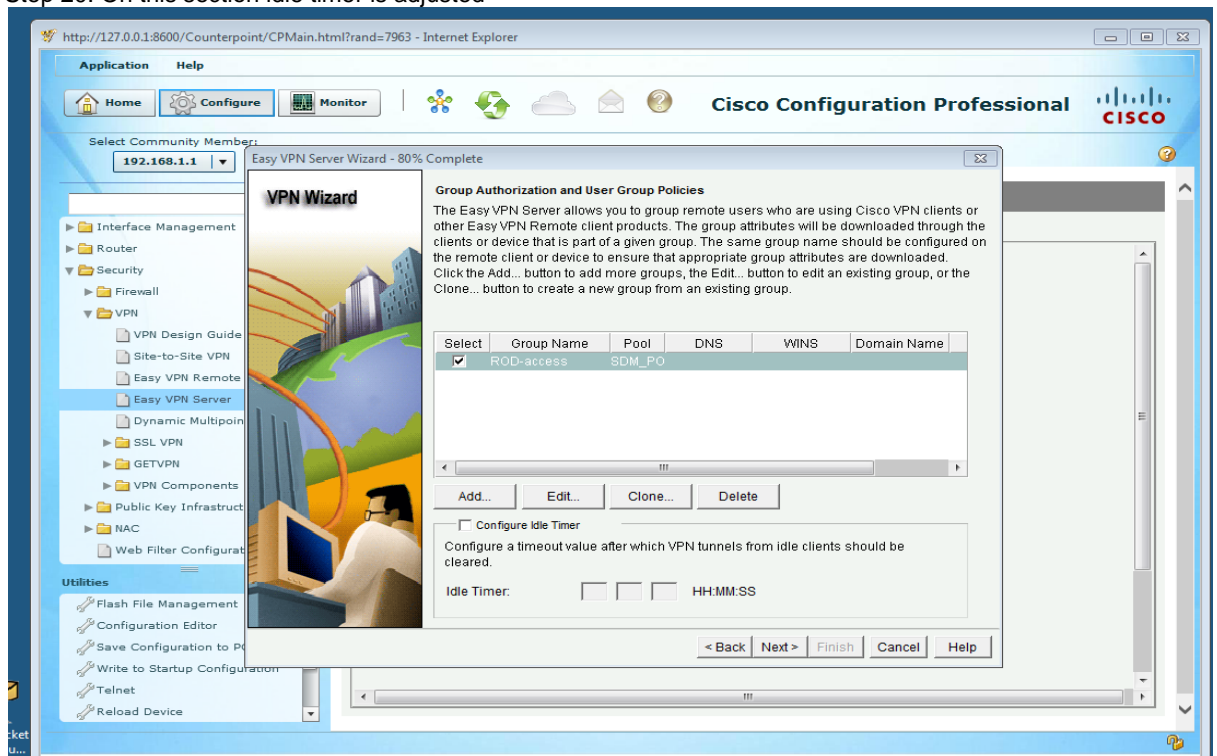 Step 20: On this section Idle timer is adjusted
http://127.0.0.1:8600/Counterpoint/CPMain.html?rand=7963 - Internet Explorer
Application Help
Home Configure Monitor Cisco Configuration Professional
CISCO
Select Community Member:
192.168.1.1
Easy VPN Server Wizard - 80% Complete
VPN Wizard
Interface Management
Router
Security
Firewall
VPN
VPN Design Guide
Site-to-Site VPN
Easy VPN Remote
Easy VPN Server
Dynamic Multipoin
SSL VPN
GETVPN
VPN Components
Public Key Infrastruct
NAC
Web Filter Configurat
Utilities
Flash File Management
Configuration Editor
Save Configuration to PC
Write to Startup Configuration
Telnet
Reload Device
Group Authorization and User Group Policies
The Easy VPN Server allows you to group remote users who are using Cisco VPN clients or
other Easy VPN Remote client products. The group attributes will be downloaded through the
clients or device that is part of a given group. The same group name should be configured on
the remote client or device to ensure that appropriate group attributes are downloaded.
Click the Add... button to add more groups, the Edit... button to edit an existing group, or the
Clone... button to create a new group from an existing group.
Select Group Name Pool DNS WINS Domain Name
ROD-access SDM_PO
Add... Edit... Clone... Delete
Configure Idle Timer
Configure a timeout value after which VPN tunnels from idle clients should be
cleared.
Idle Timer: HH:MM:SS
< Back Next > Finish Cancel Help
cket
u...